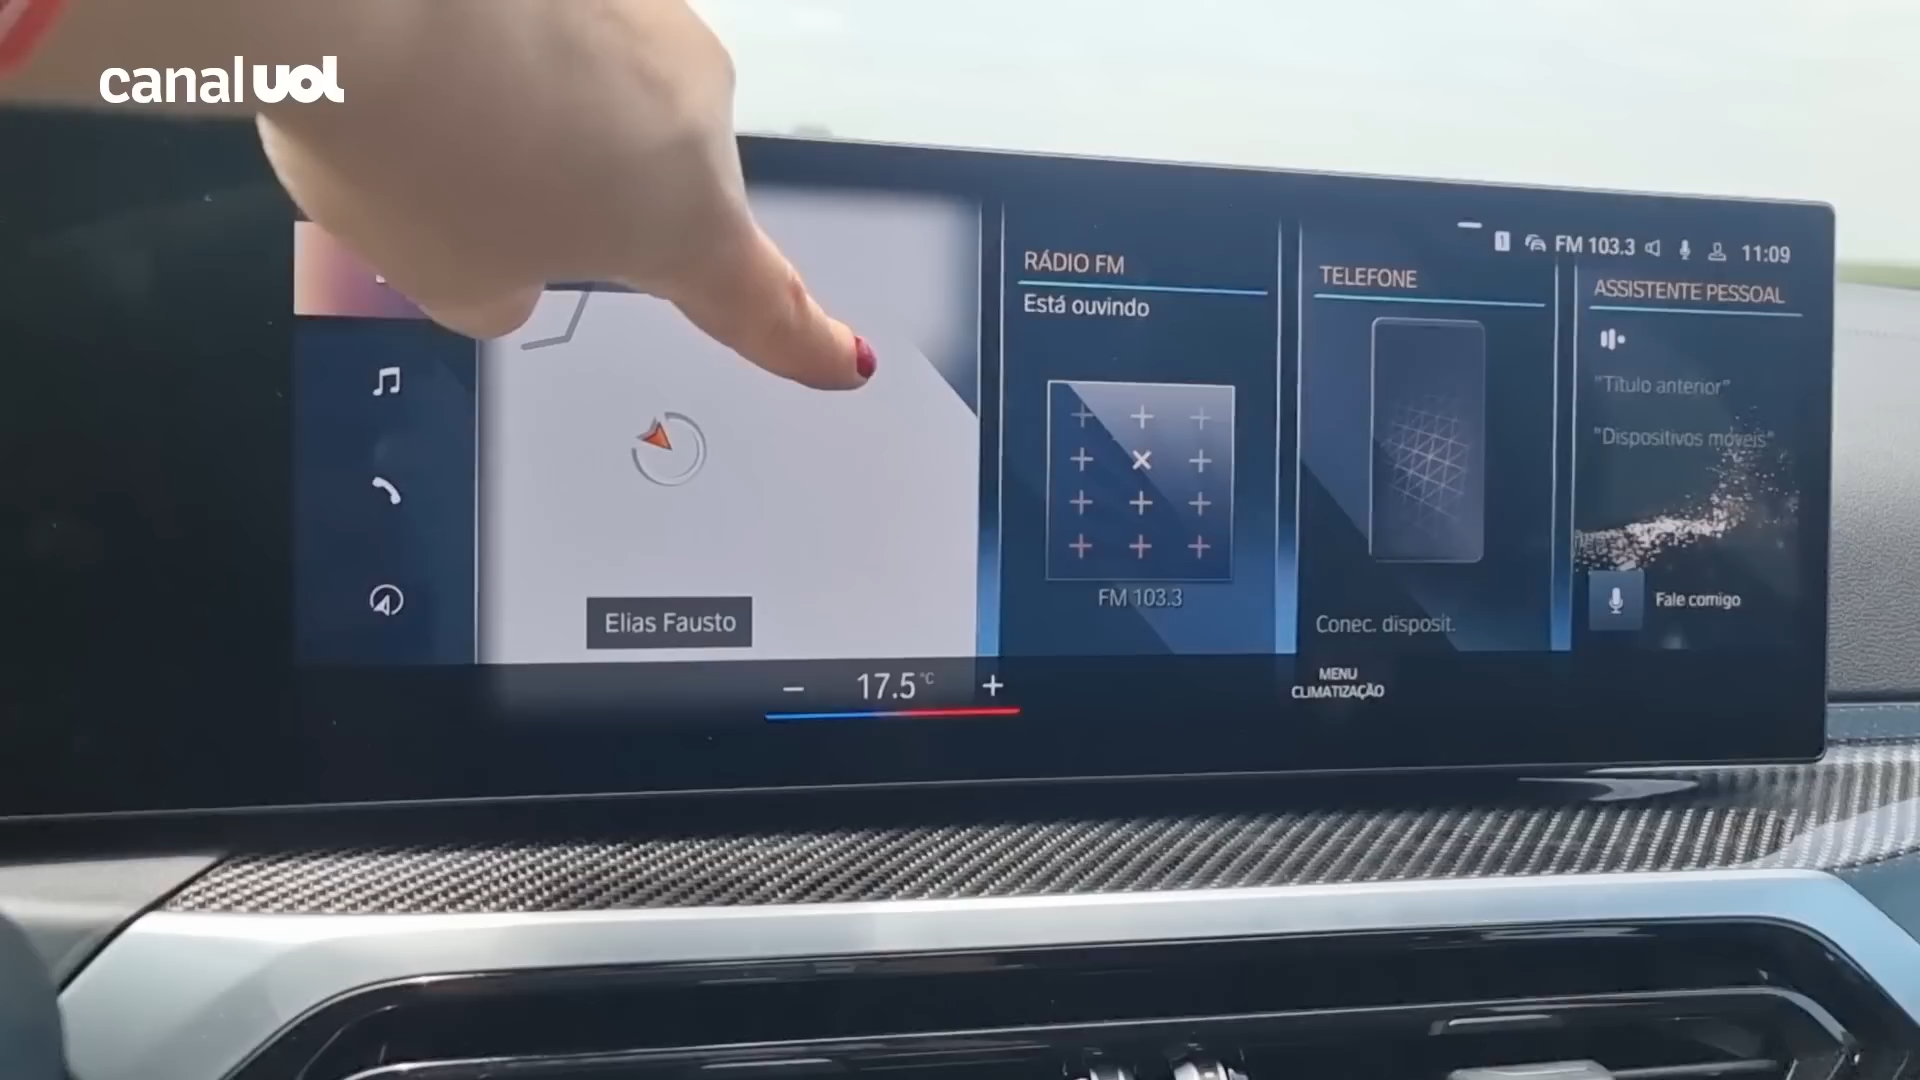 canal uol
RÁDIO FM
Está ouvindo
FM 103.3
TELEFONE
Conec. disposit.
1 FM 103.3 11:09
ASSISTENTE PESSOAL
"Título anterior"
"Dispositivos móveis"
Fale comigo
Elias Fausto
− 17.5 °C +
MENU
CLIMATIZAÇÃO